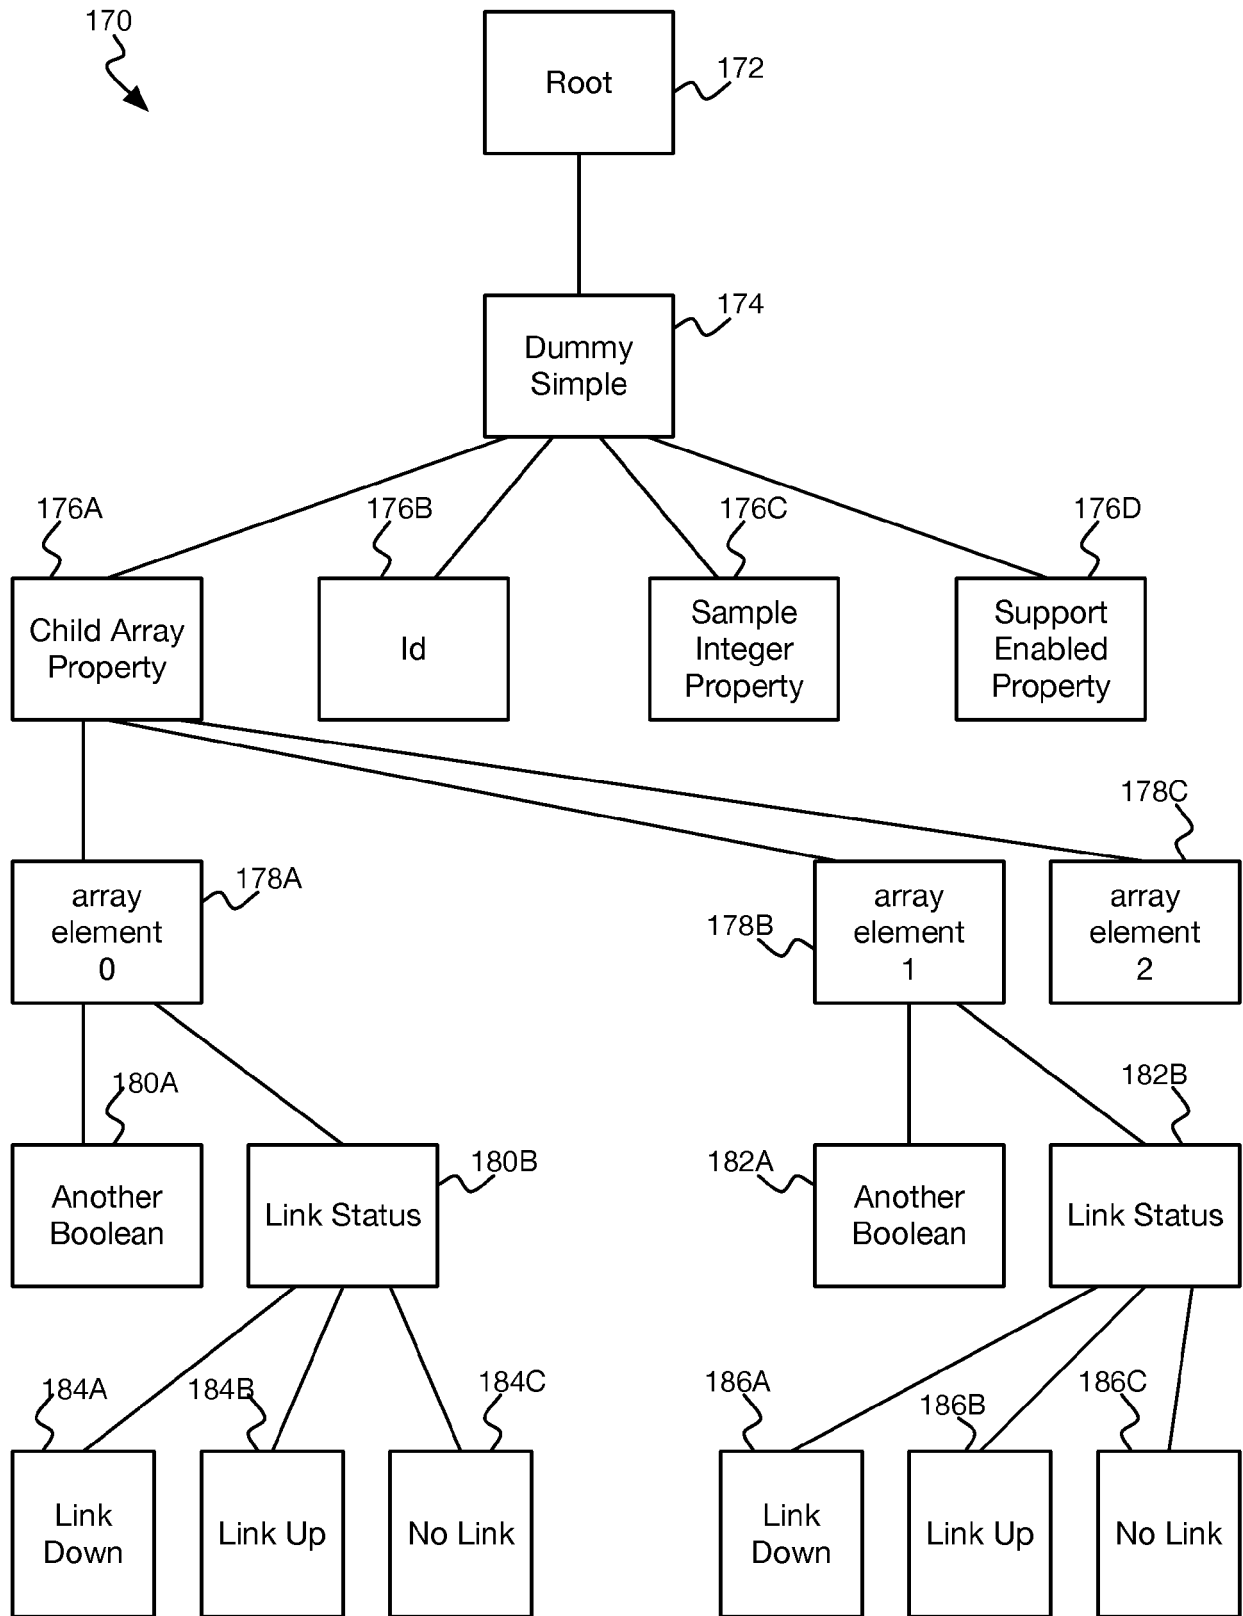 170
Root
172
174
Dummy
Simple
176A
176B
176C
176D
Child Array
Property
Id
Sample
Integer
Property
Support
Enabled
Property
178C
178A
array
element
0
178B
array
element
1
array
element
2
180A
182B
180B
182A
Another
Boolean
Link Status
Another
Boolean
Link Status
184A
184B
184C
186A
186B
186C
Link
Down
Link Up
No Link
Link
Down
Link Up
No Link